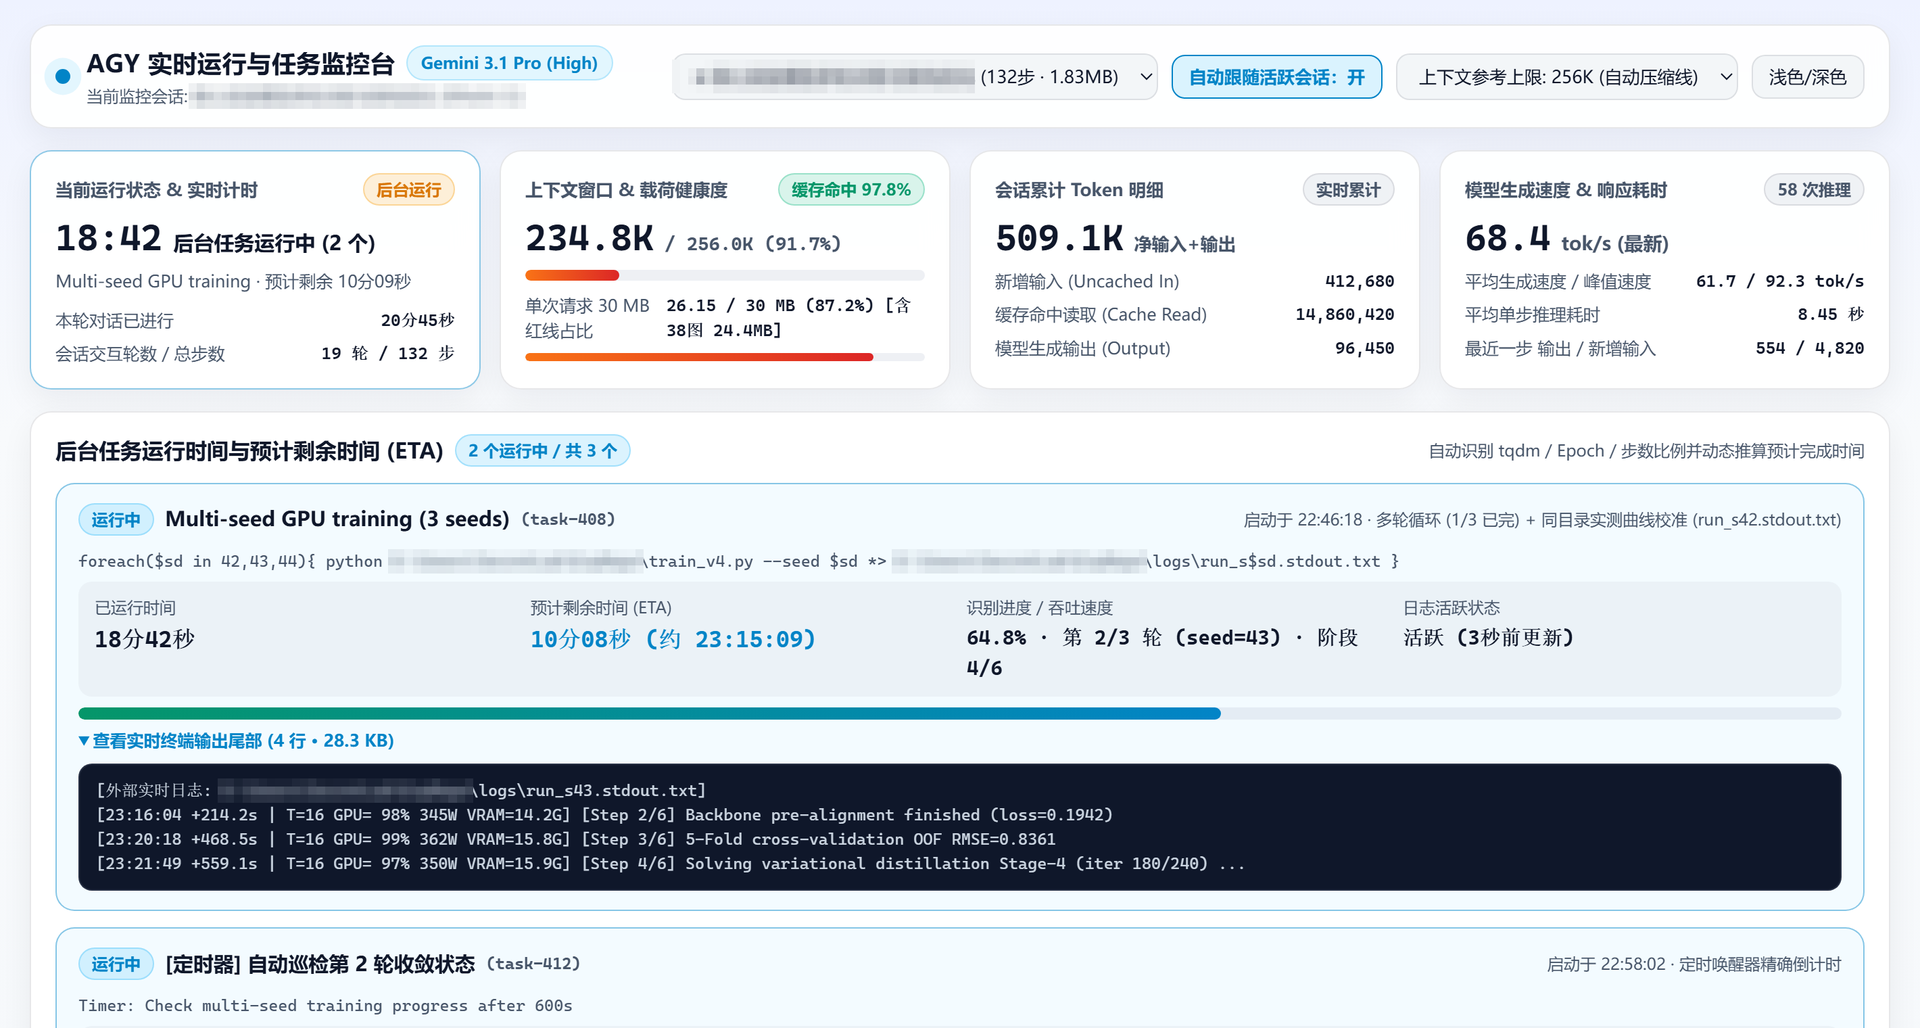 AGY 实时运行与任务监控台 Gemini 3.1 Pro (High)
当前监控会话:
(132步 · 1.83MB)
自动跟随活跃会话：开
上下文参考上限: 256K (自动压缩线)
浅色/深色
当前运行状态 & 实时计时 后台运行
18:42 后台任务运行中 (2 个)
Multi-seed GPU training · 预计剩余 10分09秒
本轮对话已进行 20分45秒
会话交互轮数 / 总步数 19 轮 / 132 步
上下文窗口 & 载荷健康度 缓存命中 97.8%
234.8K / 256.0K (91.7%)
单次请求 30 MB 26.15 / 30 MB (87.2%) [含
红线占比 38图 24.4MB]
会话累计 Token 明细 实时累计
509.1K 净输入+输出
新增输入 (Uncached In) 412,680
缓存命中读取 (Cache Read) 14,860,420
模型生成输出 (Output) 96,450
模型生成速度 & 响应耗时 58 次推理
68.4 tok/s (最新)
平均生成速度 / 峰值速度 61.7 / 92.3 tok/s
平均单步推理耗时 8.45 秒
最近一步 输出 / 新增输入 554 / 4,820
后台任务运行时间与预计剩余时间 (ETA) 2 个运行中 / 共 3 个
自动识别 tqdm / Epoch / 步数比例并动态推算预计完成时间
运行中 Multi-seed GPU training (3 seeds) (task-408)
启动于 22:46:18 · 多轮循环 (1/3 已完) + 同目录实测曲线校准 (run_s42.stdout.txt)
foreach($sd in 42,43,44){ python \train_v4.py --seed $sd *> \logs\run_s$sd.stdout.txt }
已运行时间
18分42秒
预计剩余时间 (ETA)
10分08秒 (约 23:15:09)
识别进度 / 吞吐速度
64.8% · 第 2/3 轮 (seed=43) · 阶段
4/6
日志活跃状态
活跃 (3秒前更新)
▼查看实时终端输出尾部 (4 行 • 28.3 KB)
[外部实时日志: \logs\run_s43.stdout.txt]
[23:16:04 +214.2s | T=16 GPU= 98% 345W VRAM=14.2G] [Step 2/6] Backbone pre-alignment finished (loss=0.1942)
[23:20:18 +468.5s | T=16 GPU= 99% 362W VRAM=15.8G] [Step 3/6] 5-Fold cross-validation OOF RMSE=0.8361
[23:21:49 +559.1s | T=16 GPU= 97% 350W VRAM=15.9G] [Step 4/6] Solving variational distillation Stage-4 (iter 180/240) ...
运行中 [定时器] 自动巡检第 2 轮收敛状态 (task-412)
启动于 22:58:02 · 定时唤醒器精确倒计时
Timer: Check multi-seed training progress after 600s